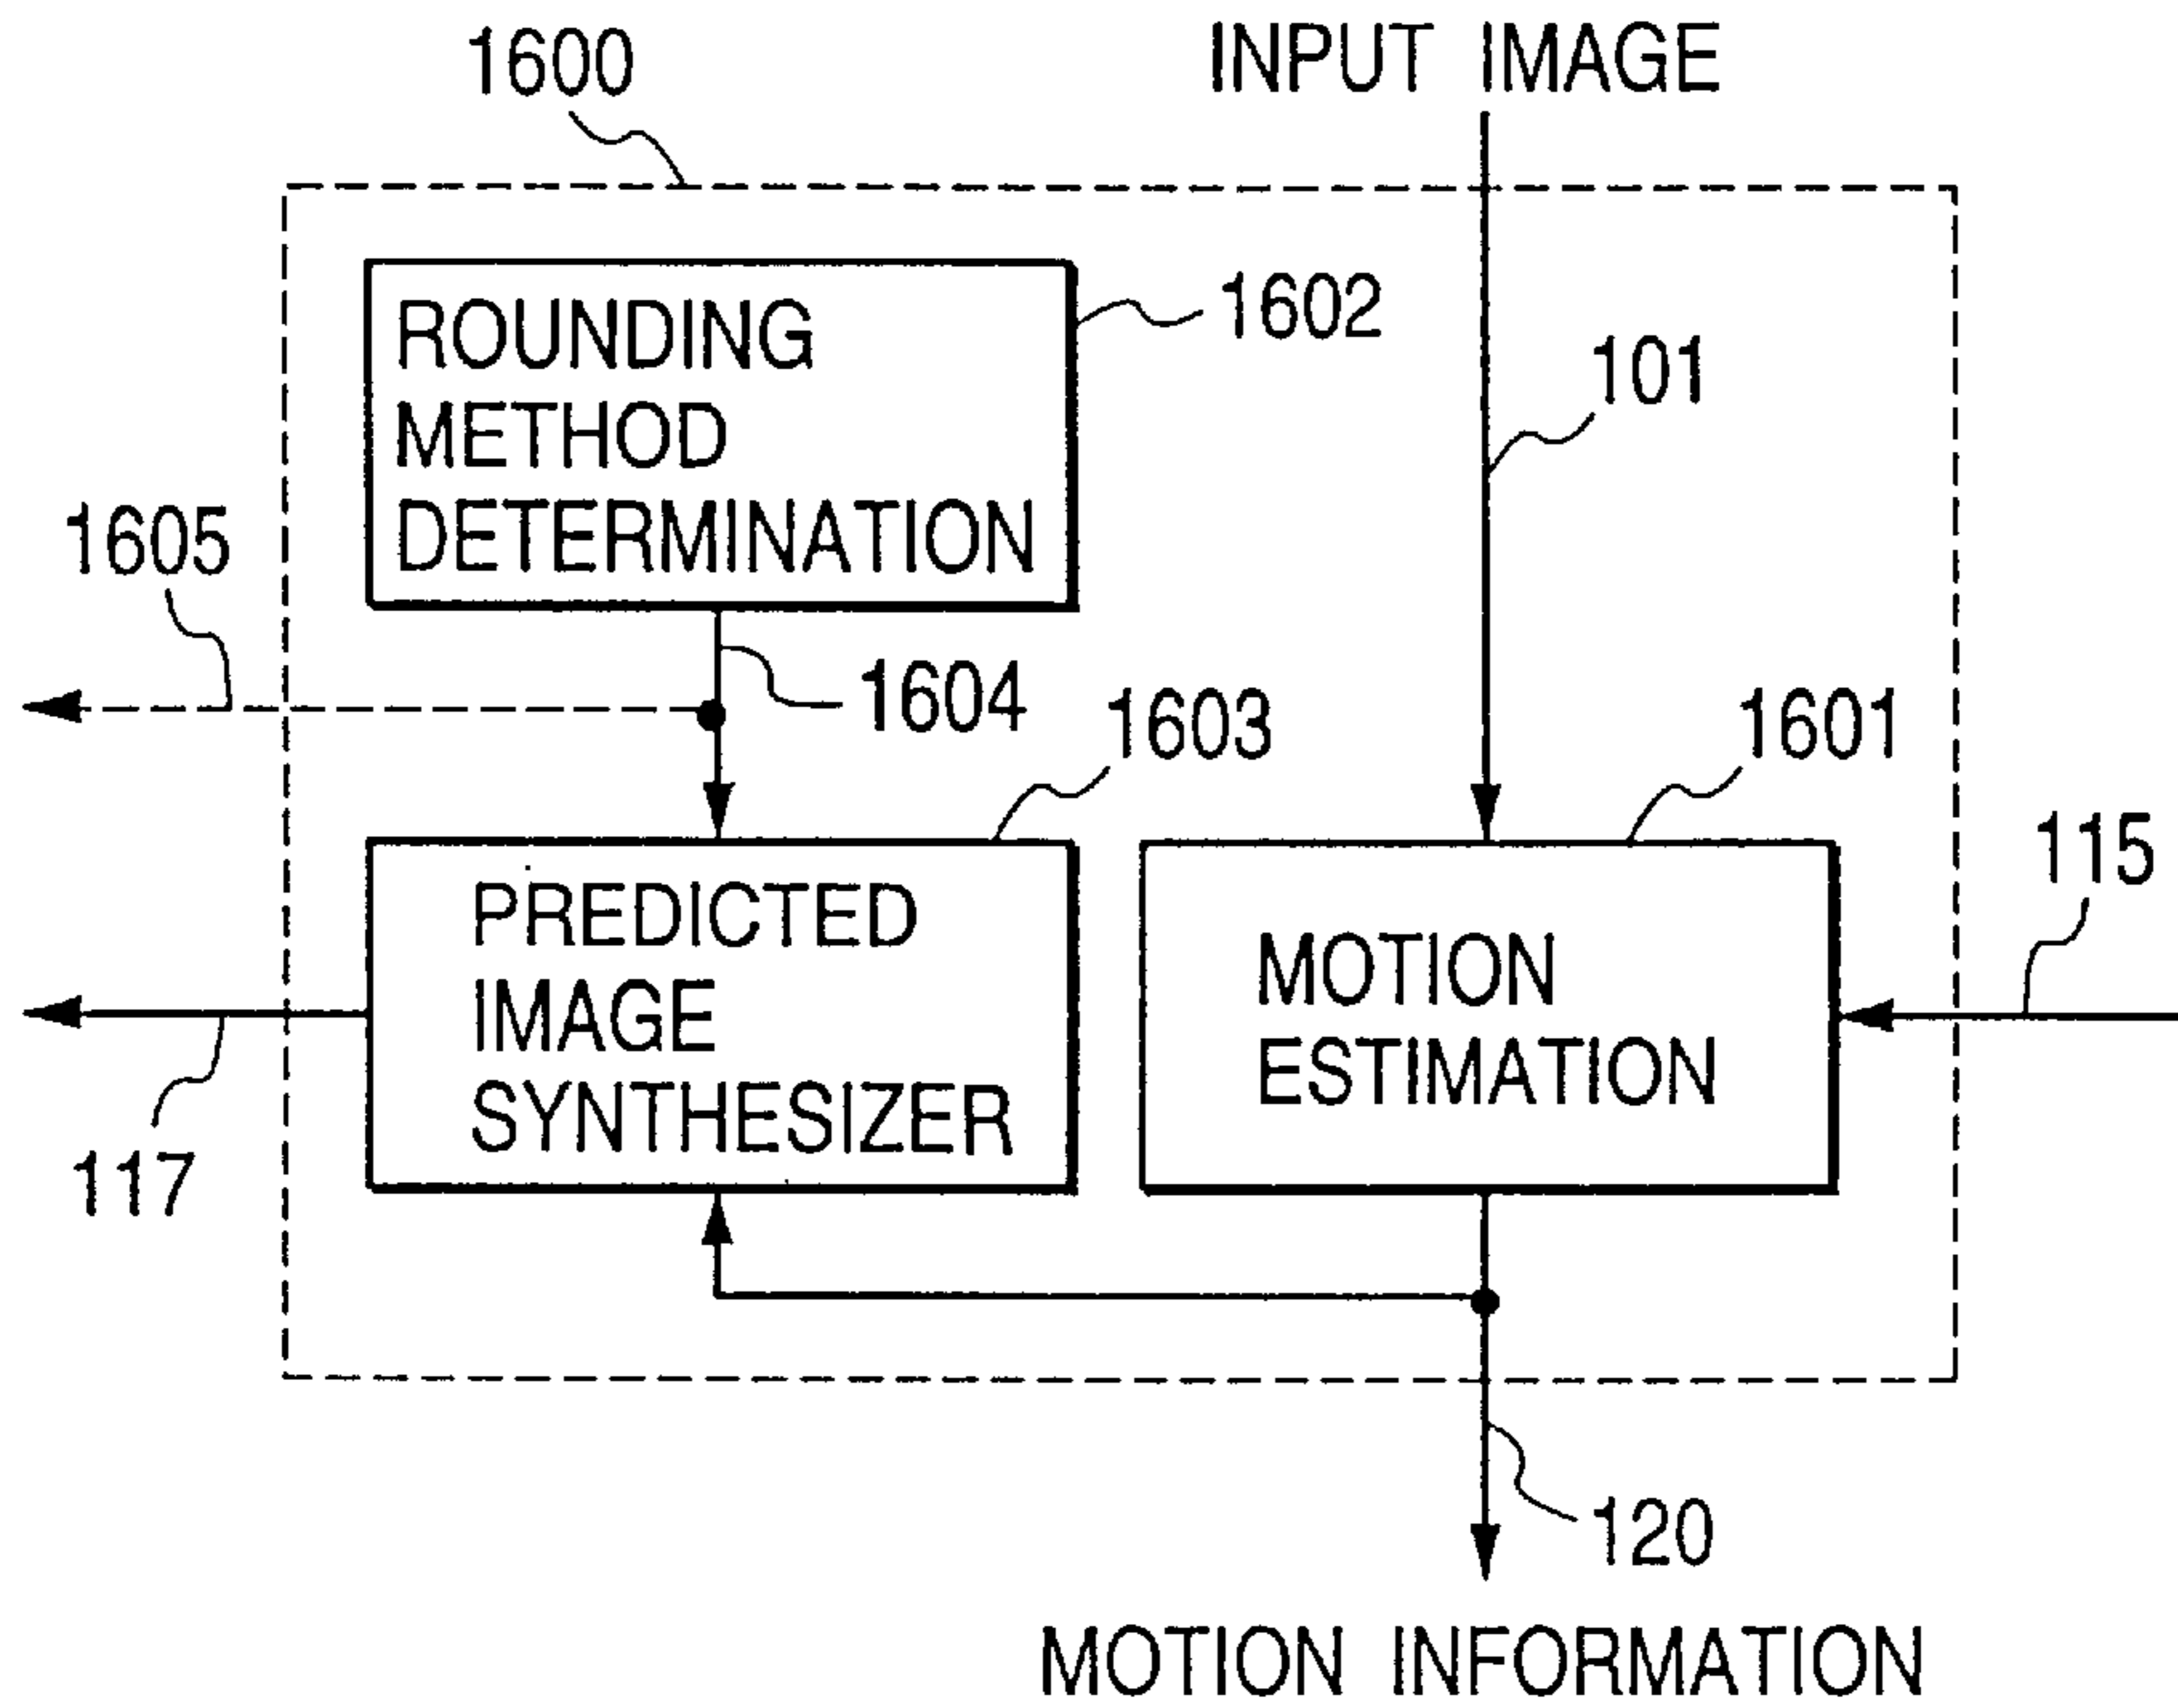 1600
INPUT IMAGE
ROUNDING
METHOD
DETERMINATION
1602
101
1605
1604
1603
1601
115
PREDICTED
IMAGE
SYNTHESIZER
MOTION
ESTIMATION
117
120
MOTION INFORMATION